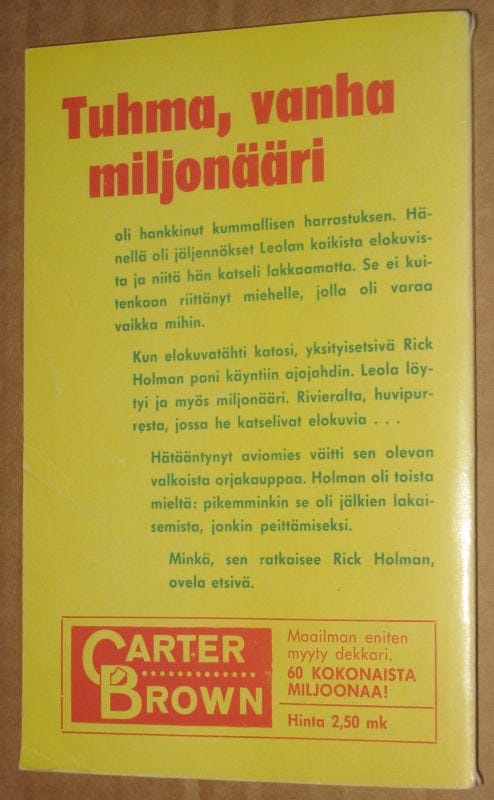 Tuhma, vanha
miljonääri
oli hankkinut kummallisen harrastuksen. Hä-
nellä oli jäljennökset Leolan kaikista elokuvis-
ta ja niitä hän katseli lakkaamatta. Se ei kui-
tenkaan riittänyt miehelle, jolla oli varaa
vaikka mihin.
Kun elokuvatähti katosi, yksityisetsivä Rick
Holman pani käyntiin ajojahdin. Leola löy-
tyi ja myös miljonääri. Rivieralta, huvipur-
resta, jossa he katselivat elokuvia . . .
Hätääntynyt aviomies väitti sen olevan
valkoista orjakauppaa. Holman oli toista
mieltä: pikemminkin se oli jälkien lakai-
semista, jonkin peittämiseksi.
Minkä, sen ratkaisee Rick Holman,
ovela etsivä.
CARTER
BROWN
Maailman eniten
myyty dekkari.
60 KOKONAISTA
MILJOONAA!
Hinta 2,50 mk